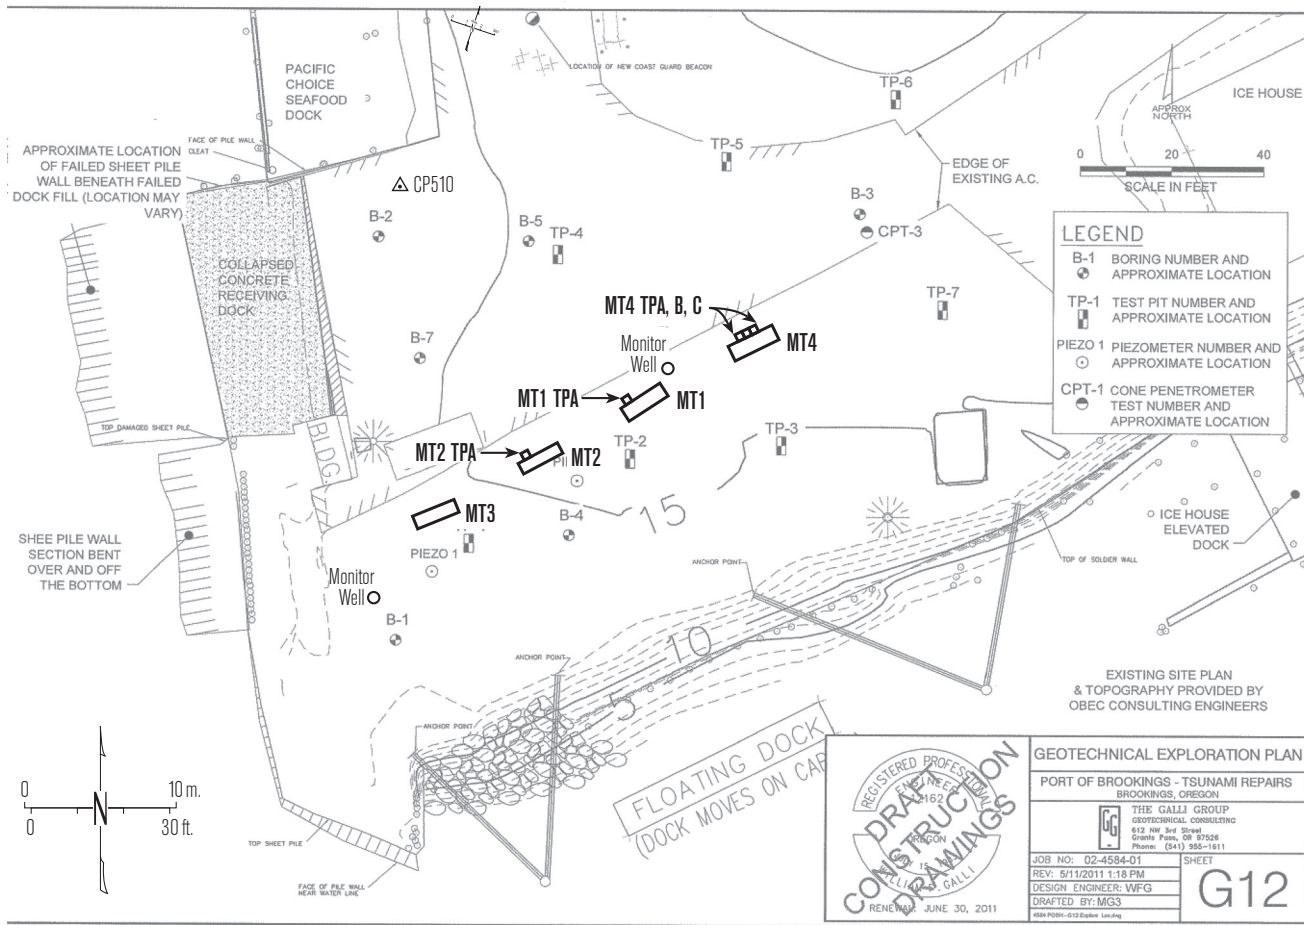 LOCATION OF NEW COAST GUARD BEACON
PACIFIC
CHOICE
SEAFOOD
DOCK
TP-6
ICE HOUSE
APPROX
NORTH
FACE OF PILE WALL
CLEAT
APPROXIMATE LOCATION
OF FAILED SHEET PILE
WALL BENEATH FAILED
DOCK FILL (LOCATION MAY
VARY)
TP-5
EDGE OF
EXISTING A.C.
0 20 40
SCALE IN FEET
CP510
B-2
B-5
TP-4
B-3
CPT-3
COLLAPSED
CONCRETE
RECEIVING
DOCK
LEGEND
B-1 BORING NUMBER AND
APPROXIMATE LOCATION
TP-1 TEST PIT NUMBER AND
APPROXIMATE LOCATION
PIEZO 1 PIEZOMETER NUMBER AND
APPROXIMATE LOCATION
CPT-1 CONE PENETROMETER
TEST NUMBER AND
APPROXIMATE LOCATION
TP-7
MT4 TPA, B, C
MT4
B-7
Monitor
Well
MT1 TPA
MT1
TOP DAMAGED SHEET PILE
BLDG
MT2 TPA
MT2
TP-2
TP-3
MT3
15
B-4
PIEZO 1
SHEE PILE WALL
SECTION BENT
OVER AND OFF
THE BOTTOM
ICE HOUSE
ELEVATED
DOCK
TOP OF SOLDIER WALL
ANCHOR POINT
Monitor
Well
B-1
10
ANCHOR POINT
5
ANCHOR POINT
EXISTING SITE PLAN
& TOPOGRAPHY PROVIDED BY
OBEC CONSULTING ENGINEERS
FLOATING DOCK
(DOCK MOVES ON
0 10 m.
N
0 30 ft.
TOP SHEET PILE
FACE OF PILE WALL
NEAR WATER LINE
REGISTERED PROFESSIONAL
ENGINEER
12162
OREGON
WILLIAM F. GALLI
RENEWAL: JUNE 30, 2011
DRAFT
CONSTRUCTION
DRAWINGS
GEOTECHNICAL EXPLORATION PLAN
PORT OF BROOKINGS - TSUNAMI REPAIRS
BROOKINGS, OREGON
GG
THE GALLI GROUP
GEOTECHNICAL CONSULTING
612 NW 3rd Street
Grants Pass, OR 97526
Phone: (541) 955-1611
JOB NO: 02-4584-01
REV: 5/11/2011 1:18 PM
DESIGN ENGINEER: WFG
DRAFTED BY: MG3
SHEET
G12